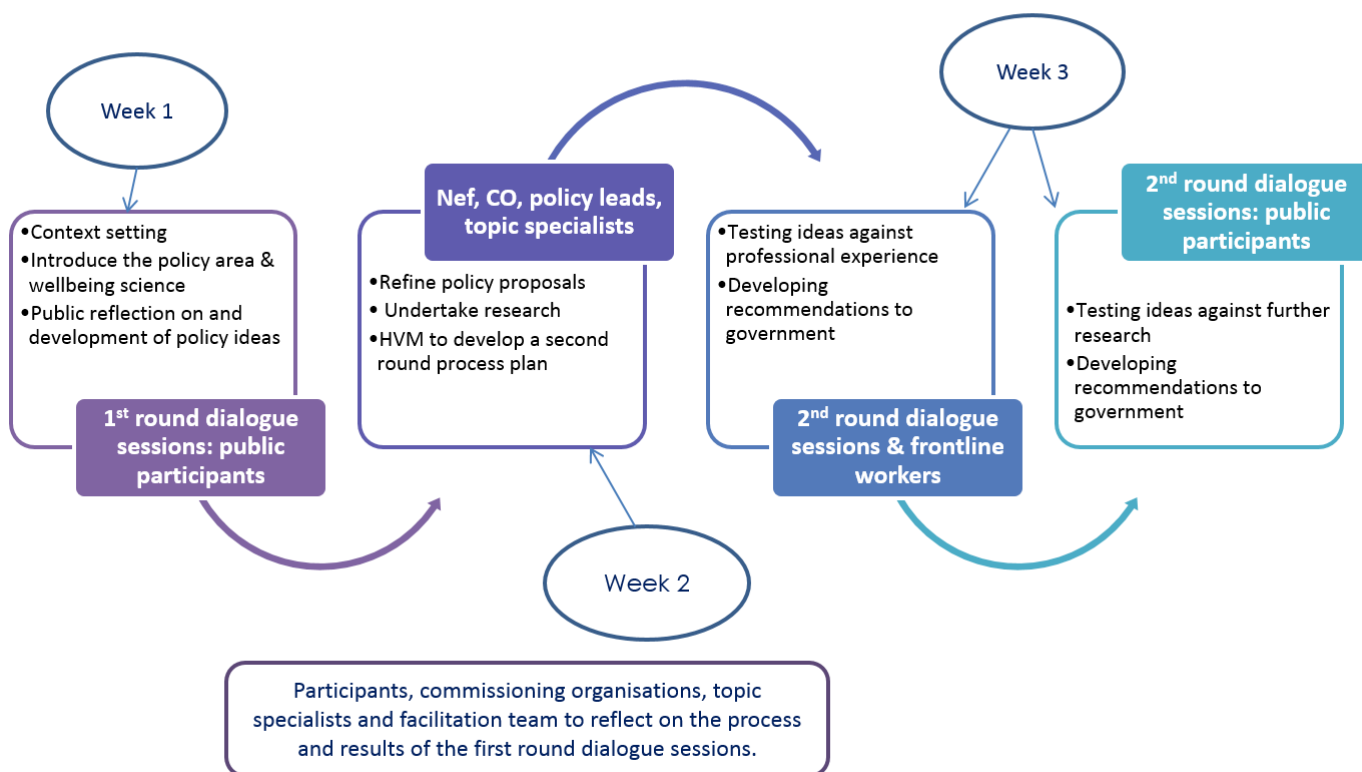 Week 1
•Context setting
•Introduce the policy area &
wellbeing science
•Public reflection on and
development of policy ideas
1st round dialogue
sessions: public
participants
Nef, CO, policy leads,
topic specialists
•Refine policy proposals
• Undertake research
•HVM to develop a second
round process plan
Week 2
Week 3
•Testing ideas against
professional experience
•Developing
recommendations to
government
2nd round dialogue
sessions & frontline
workers
2nd round dialogue
sessions: public
participants
•Testing ideas against further
research
•Developing
recommendations to
government
Participants, commissioning organisations, topic
specialists and facilitation team to reflect on the process
and results of the first round dialogue sessions.